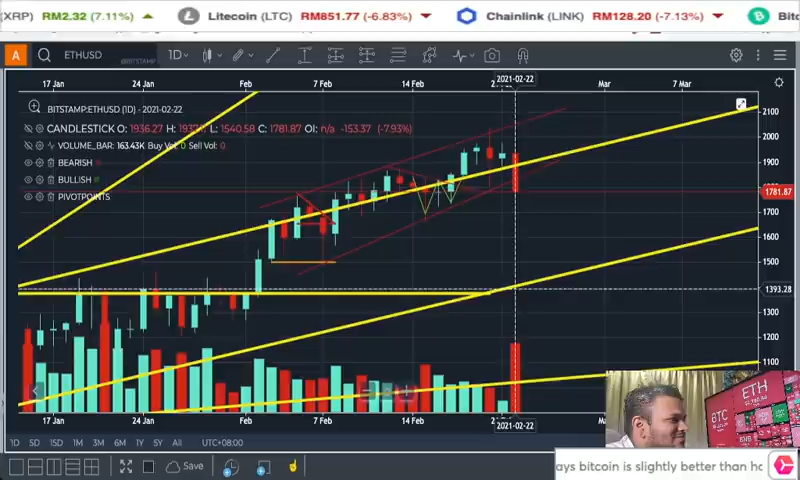 (XRP) RM2.32 (7.11%) Litecoin (LTC) RM851.77 (-6.83%) Chainlink (LINK) RM128.20 (-7.13%)
A ETHUSD @BITSTAMP 1D
17 Jan 24 Jan Feb 7 Feb 14 Feb 2021-02-22 Mar 7 Mar
BITSTAMP:ETHUSD (1D) - 2021-02-22
CANDLESTICK O: 1936.27 H: L: 1540.58 C: 1781.87 OI: n/a -153.37 (-7.93%)
VOLUME_BAR: 163.43K Buy Vol: 0 Sell Vol: 0
BEARISH
BULLISH
PIVOTPOINTS
2100
2000
1900
1781.87
1700
1600
1500
1393.28
1300
1200
1100
17 Jan 24 Jan Feb 7 Feb 14 Feb 2021-02-22 Mar
1D 5D 15D 1M 3M 6M 1Y 5Y All UTC+08:00
Save
BTC ETH
ays bitcoin is slightly better than